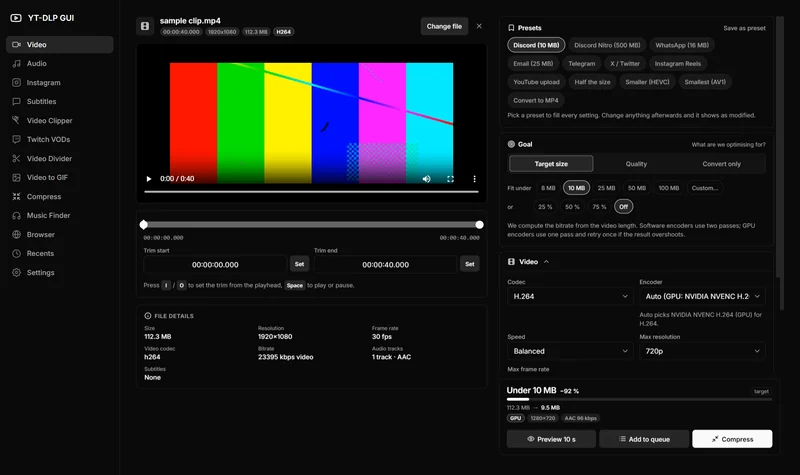 YT-DLP GUI
Video
Audio
Instagram
Subtitles
Video Clipper
Twitch VODs
Video Divider
Video to GIF
Compress
Music Finder
Browser
Recents
Settings
sample clip.mp4
00:00:40.000 1920x1080 112.3 MB H264
Change file
0:00 / 0:40
00:00:00.000 00:00:40.000
Trim start Trim end
00:00:00.000 Set 00:00:40.000 Set
Press I / O to set the trim from the playhead, Space to play or pause.
FILE DETAILS
Size Resolution Frame rate
112.3 MB 1920×1080 30 fps
Video codec Bitrate Audio tracks
h264 23395 kbps video 1 track · AAC
Subtitles
None
Presets Save as preset
Discord (10 MB) Discord Nitro (500 MB) WhatsApp (16 MB)
Email (25 MB) Telegram X / Twitter Instagram Reels
YouTube upload Half the size Smaller (HEVC) Smallest (AV1)
Convert to MP4
Pick a preset to fill every setting. Change anything afterwards and it shows as modified.
Goal What are we optimising for?
Target size Quality Convert only
Fit under 8 MB 10 MB 25 MB 50 MB 100 MB Custom...
or 25 % 50 % 75 % Off
We compute the bitrate from the video length. Software encoders use two passes; GPU
encoders use one pass and retry once if the result overshoots.
Video
Codec Encoder
H.264 Auto (GPU: NVIDIA NVENC H.2
Auto picks NVIDIA NVENC H.264 (GPU) for
H.264.
Speed Max resolution
Balanced 720p
Max frame rate
Under 10 MB −92 % target
112.3 MB → 9.5 MB
GPU 1280×720 AAC 96 kbps
Preview 10 s Add to queue Compress